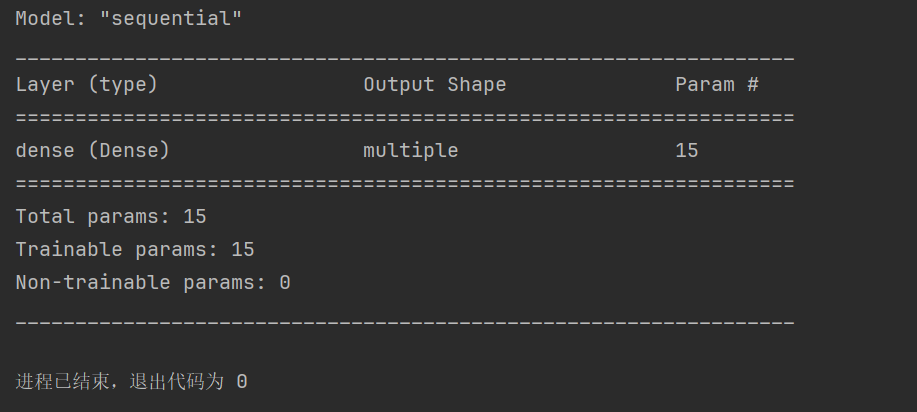 Model: "sequential"
_________________________________________________________________
Layer (type)                 Output Shape              Param #
=================================================================
dense (Dense)                multiple                  15
=================================================================
Total params: 15
Trainable params: 15
Non-trainable params: 0
_________________________________________________________________
进程已结束，退出代码为 0